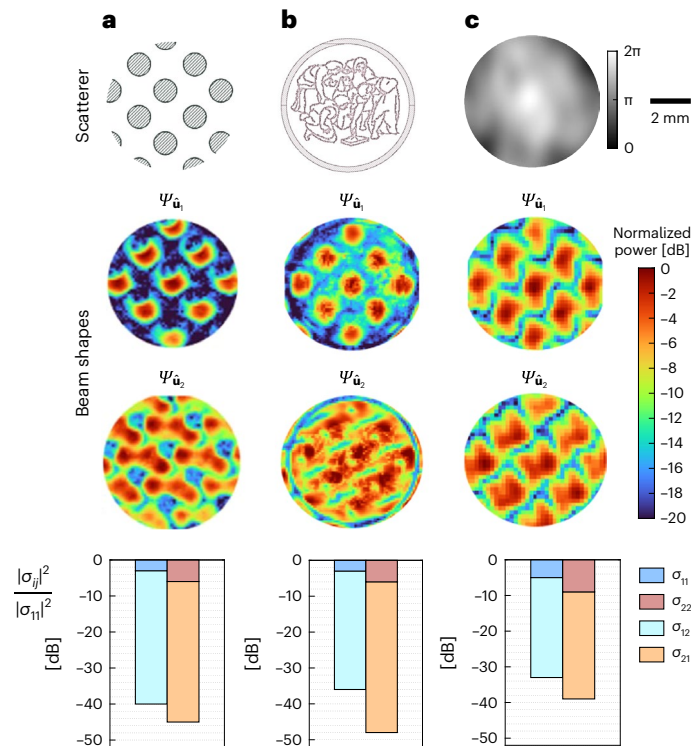 a b c
Scatterer
2π
π
0
2 mm
Ψû₁ Ψû₁ Ψû₁
Normalized
power [dB]
0
−2
−4
−6
−8
−10
−12
−14
−16
−18
−20
Beam shapes
Ψû₂ Ψû₂ Ψû₂
|σij|²
|σ11|²
[dB]
0
−10
−20
−30
−40
−50
[dB]
0
−10
−20
−30
−40
−50
[dB]
0
−10
−20
−30
−40
−50
σ11
σ22
σ12
σ21